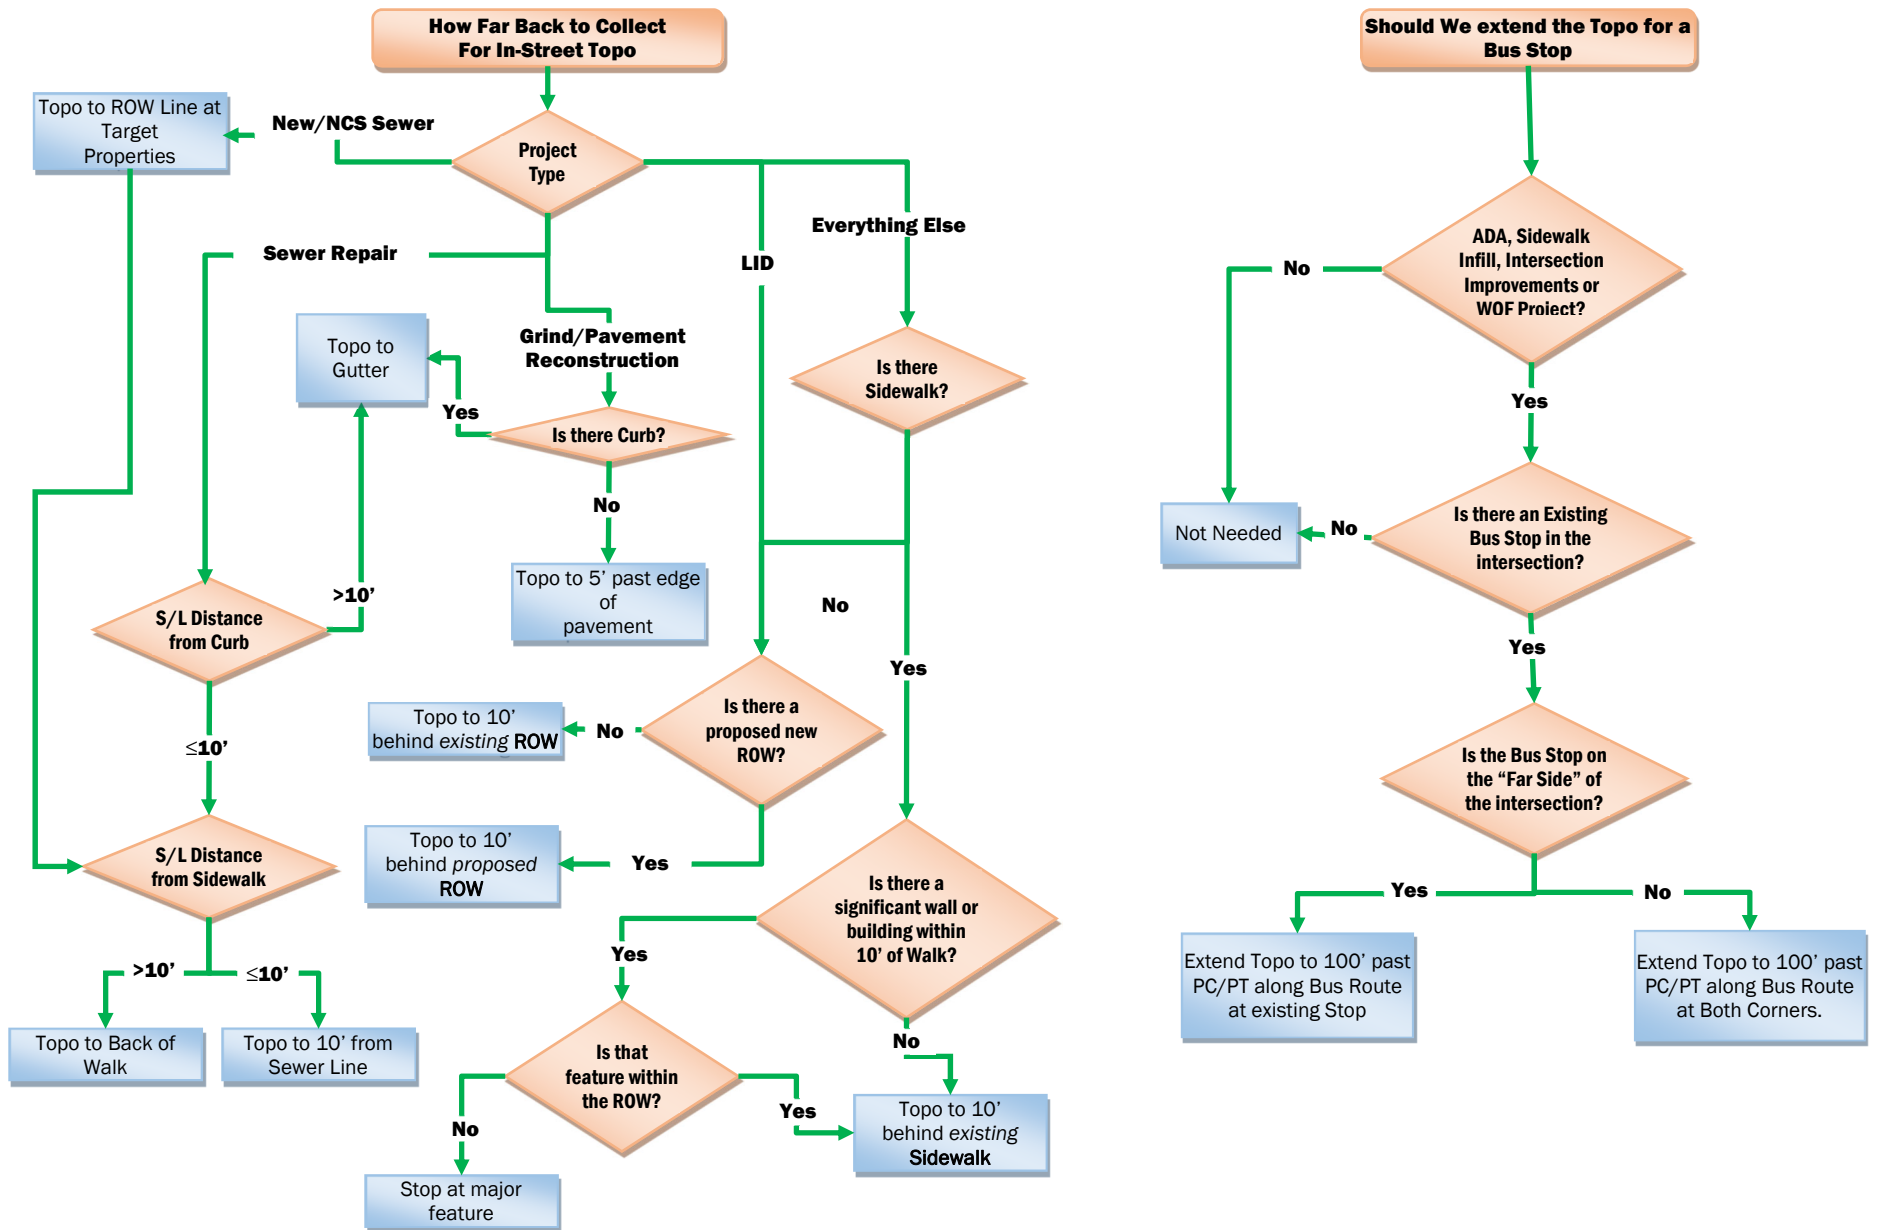 How Far Back to Collect
For In-Street Topo
Topo to ROW Line at
Target
Properties
New/NCS Sewer
Project
Type
Everything Else
Sewer Repair
LID
Grind/Pavement
Reconstruction
Topo to
Gutter
Is there
Sidewalk?
Yes
Is there Curb?
No
Topo to 5’ past edge
of
pavement
>10’
S/L Distance
from Curb
No
Yes
≤10’
Is there a
proposed new
ROW?
No
Topo to 10’
behind existing ROW
Yes
Topo to 10’
behind proposed
ROW
S/L Distance
from Sidewalk
Is there a
significant wall or
building within
10’ of Walk?
>10’
≤10’
Topo to Back of
Walk
Topo to 10’ from
Sewer Line
Yes
No
Is that
feature within
the ROW?
Yes
No
Topo to 10’
behind existing
Sidewalk
Stop at major
feature
Should We extend the Topo for a
Bus Stop
ADA, Sidewalk
Infill, Intersection
Improvements or
WOF Project?
No
Yes
Is there an Existing
Bus Stop in the
intersection?
No
Not Needed
Yes
Is the Bus Stop on
the “Far Side” of
the intersection?
Yes
No
Extend Topo to 100’ past
PC/PT along Bus Route
at existing Stop
Extend Topo to 100’ past
PC/PT along Bus Route
at Both Corners.